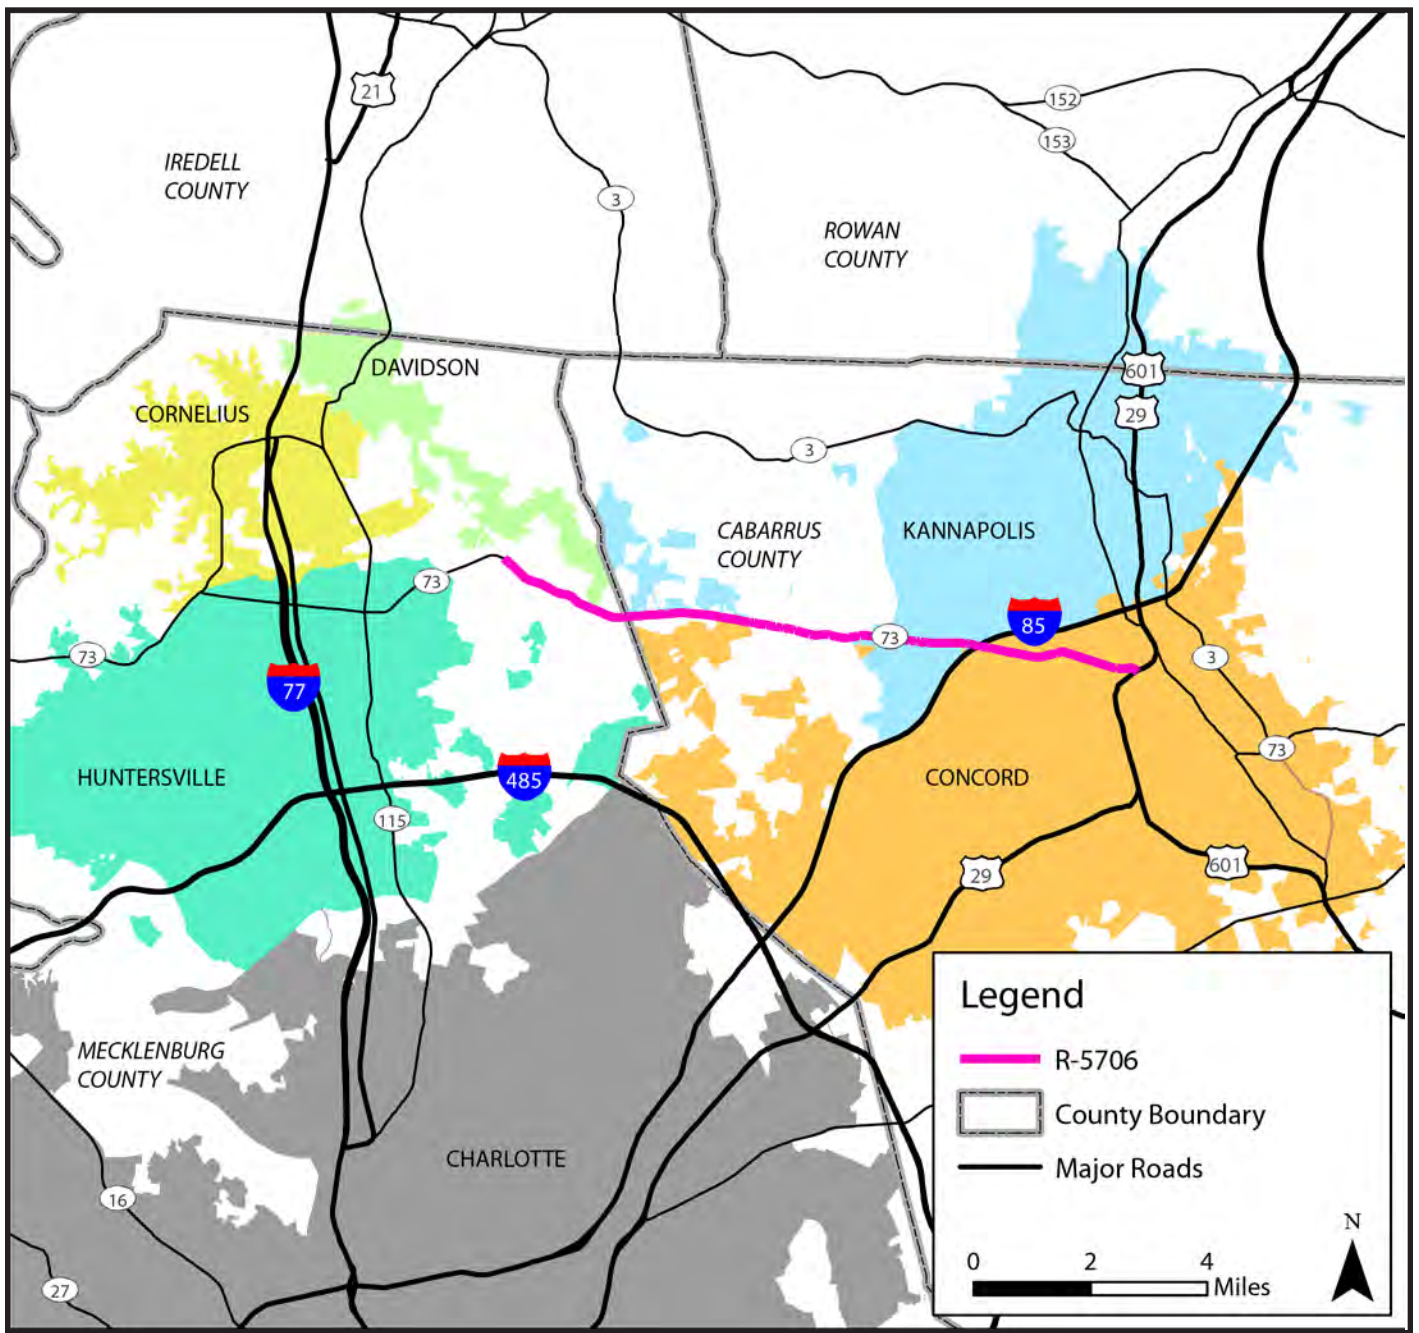 21
152
153
IREDELL
COUNTY
3
ROWAN
COUNTY
DAVIDSON
601
CORNELIUS
29
3
CABARRUS
COUNTY
KANNAPOLIS
73
85
73
73
3
77
HUNTERSVILLE
485
CONCORD
73
115
29
601
Legend
R-5706
MECKLENBURG
COUNTY
County Boundary
CHARLOTTE
Major Roads
16
N
0 2 4
Miles
27